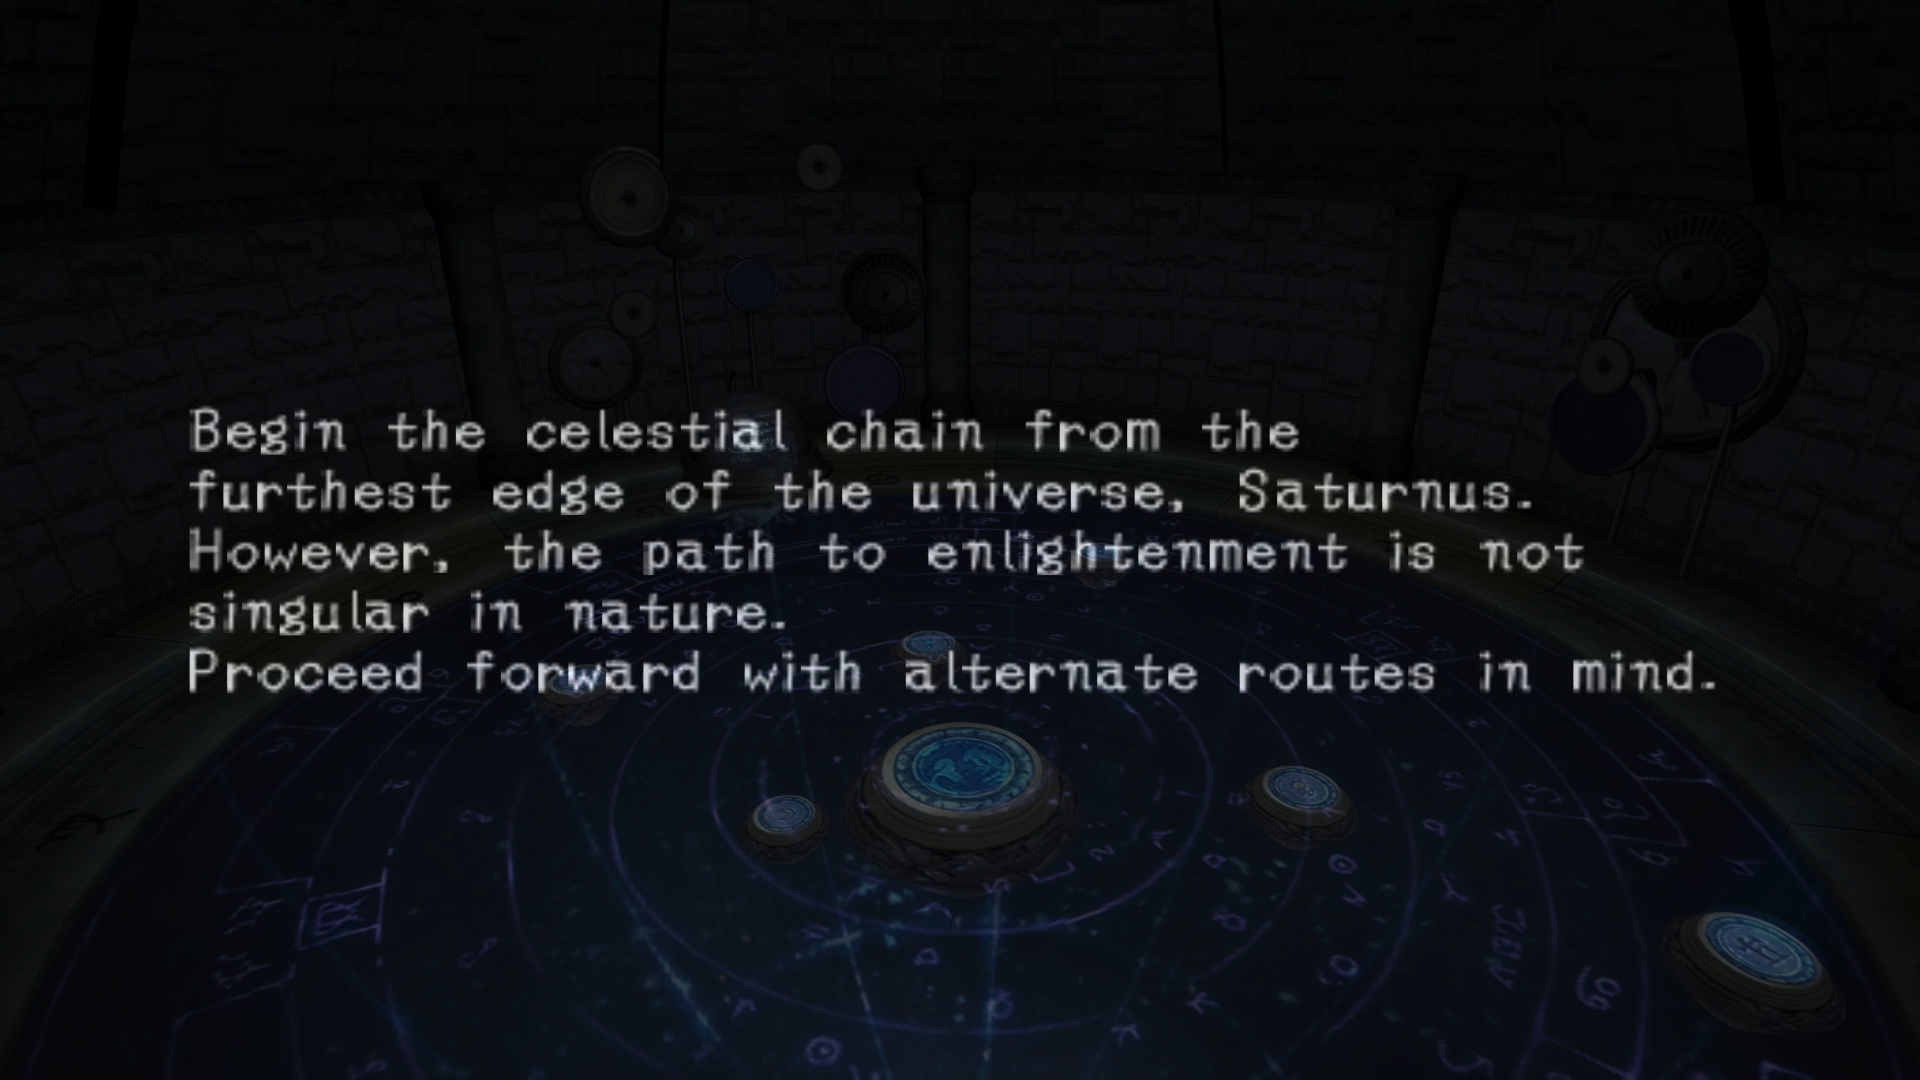 Begin the celestial chain from the
furthest edge of the universe, Saturnus.
However, the path to enlightenment is not
singular in nature.
Proceed forward with alternate routes in mind.